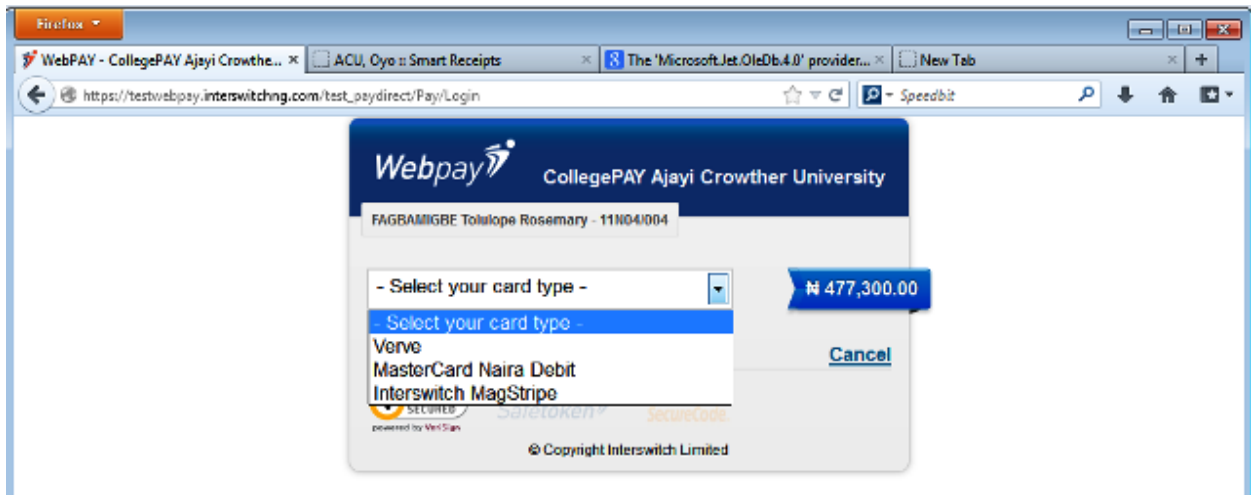 Firefox
WebPAY - CollegePAY Ajayi Crowthe... ACU, Oyo :: Smart Receipts The 'Microsoft.Jet.OleDb.4.0' provider... New Tab
https://testwebpay.interswitchng.com/test_paydirect/Pay/Login Speedbit
Webpay CollegePAY Ajayi Crowther University
FAGBAMIGBE Tolulope Rosemary - 11N04/004
- Select your card type - ₦ 477,300.00
- Select your card type -
Verve
Cancel
MasterCard Naira Debit
Interswitch MagStripe
SECURED Safetoken SecureCode.
powered by VeriSign
© Copyright Interswitch Limited